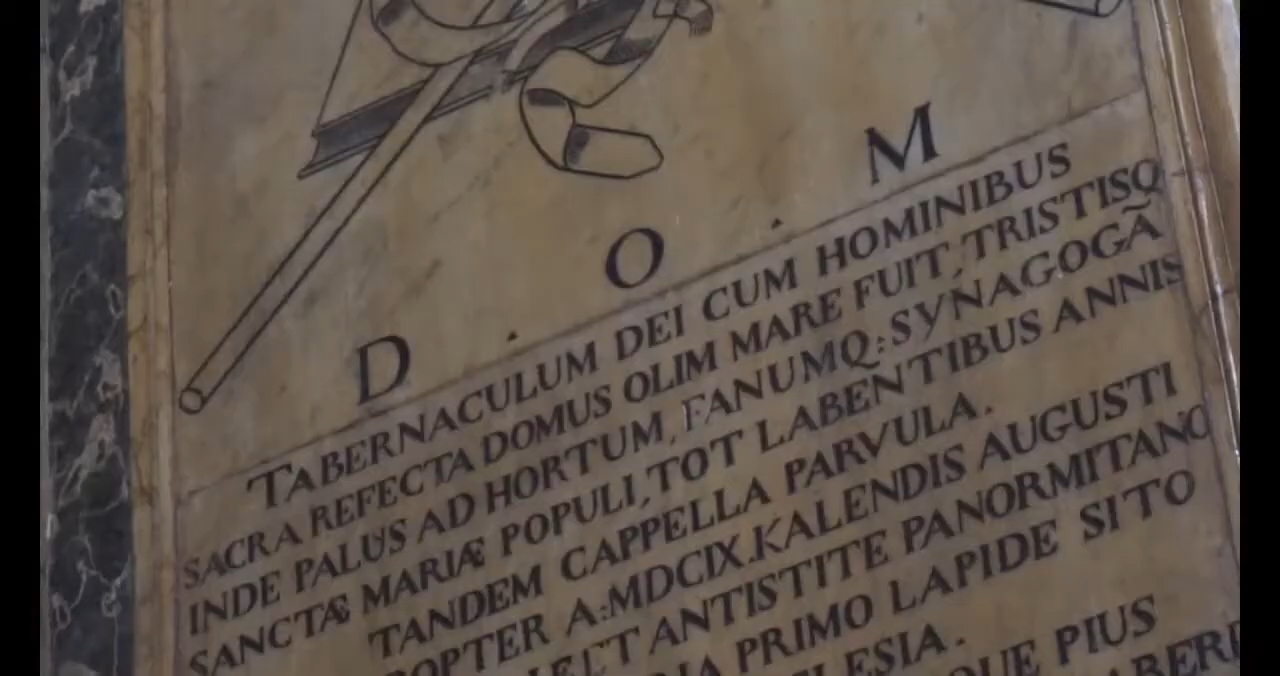 D · O · M
TABERNACULUM DEI CUM HOMINIBUS
SACRA REFECTA DOMUS OLIM MARE FUIT, TRISTISQ
INDE PALUS AD HORTUM, FANUMQ: SYNAGOGÃ
SANCTÆ MARIÆ POPULI, TOT LABENTIBUS ANNIS
TANDEM CAPPELLA PARVULA.
A: MDCIX. KALENDIS AUGUSTI
ANTISTITE PANORMITANO
PRIMO LAPIDE SITO
PIUS